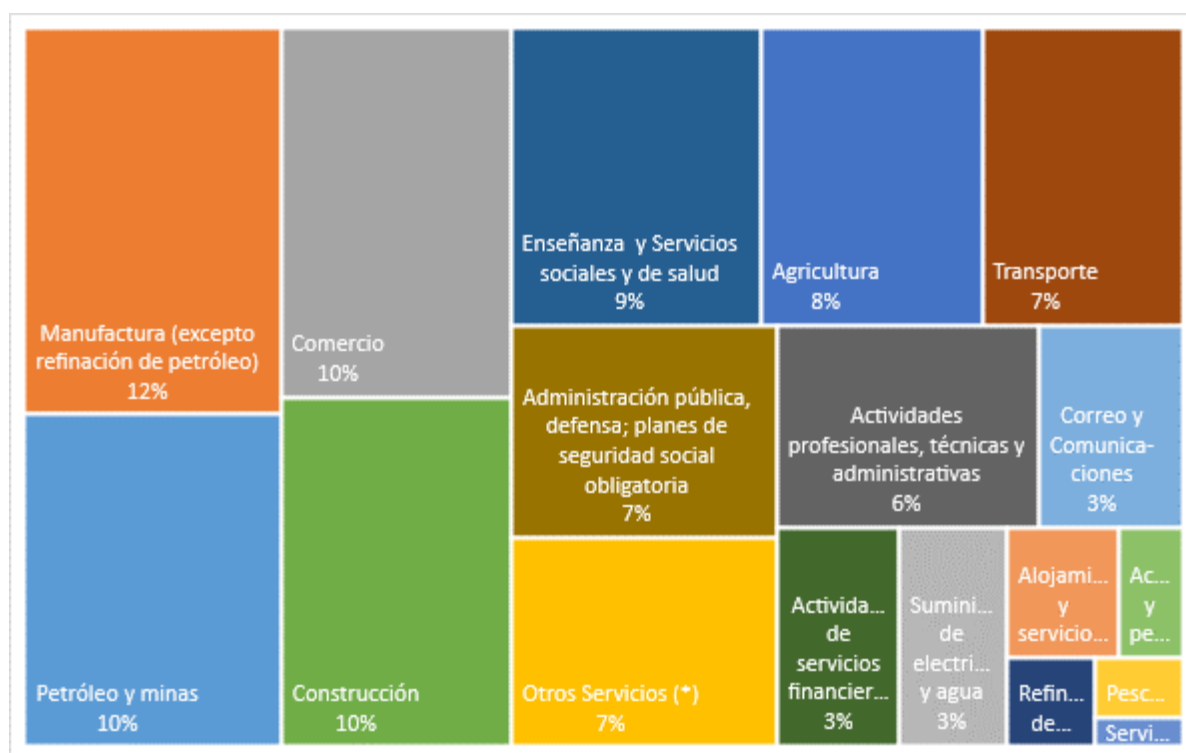 Manufactura (excepto
refinación de petróleo)
12%
Comercio
10%
Enseñanza y Servicios
sociales y de salud
9%
Agricultura
8%
Transporte
7%
Administración pública,
defensa; planes de
seguridad social
obligatoria
7%
Actividades
profesionales, técnicas y
administrativas
6%
Correo y
Comunica-
ciones
3%
Petróleo y minas
10%
Construcción
10%
Otros Servicios (*)
7%
Activida...
de
servicios
financier...
3%
Sumini...
de
electri...
y agua
3%
Alojami...
y
servicio...
Ac...
y
pe...
Refin...
de...
Pesc...
Servi...